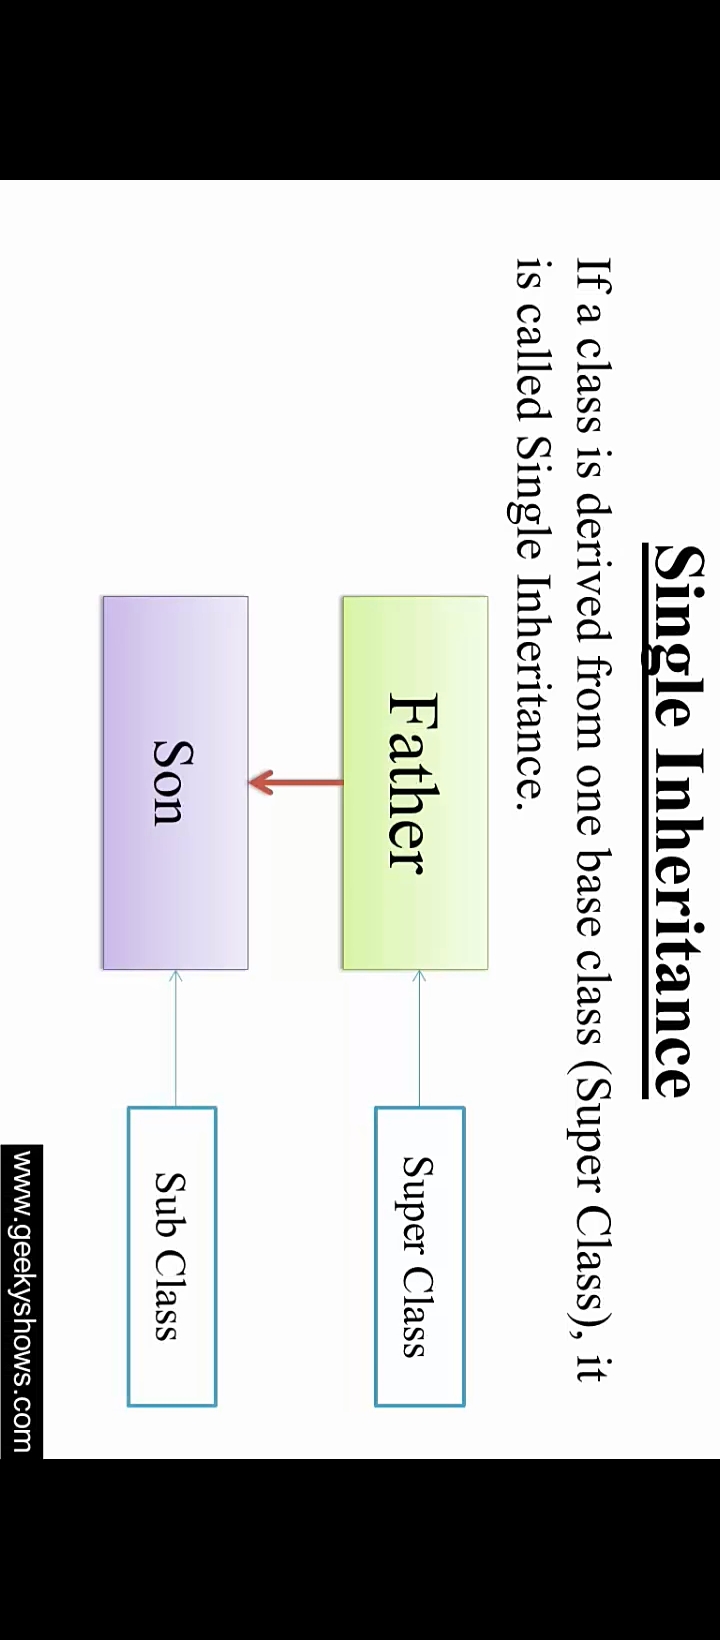 Single Inheritance
If a class is derived from one base class (Super Class), it
is called Single Inheritance.
Father
Super Class
Son
Sub Class
www.geekyshows.com